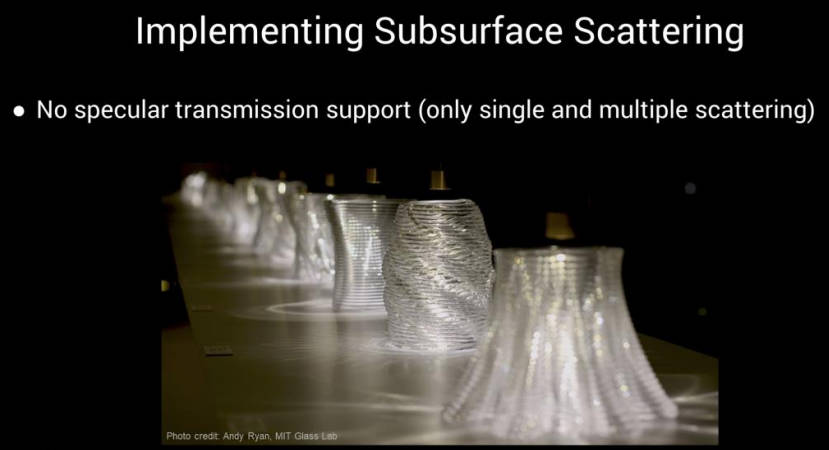 Implementing Subsurface Scattering
● No specular transmission support (only single and multiple scattering)
Photo credit: Andy Ryan, MIT Glass Lab